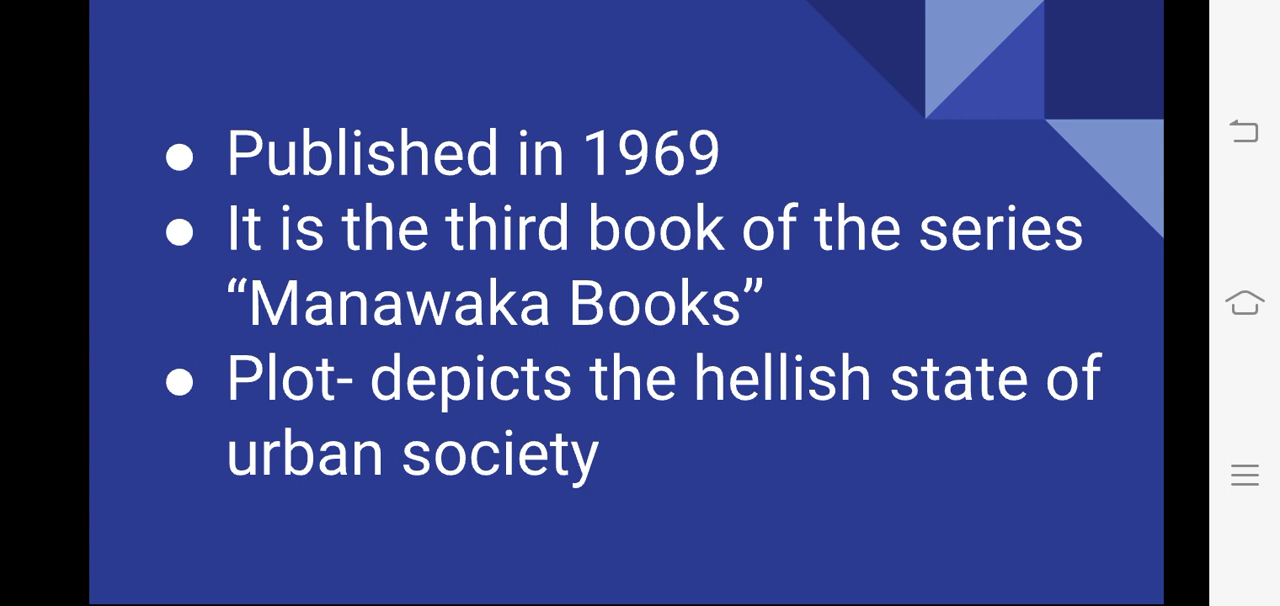 ● Published in 1969
● It is the third book of the series
“Manawaka Books”
● Plot- depicts the hellish state of
urban society